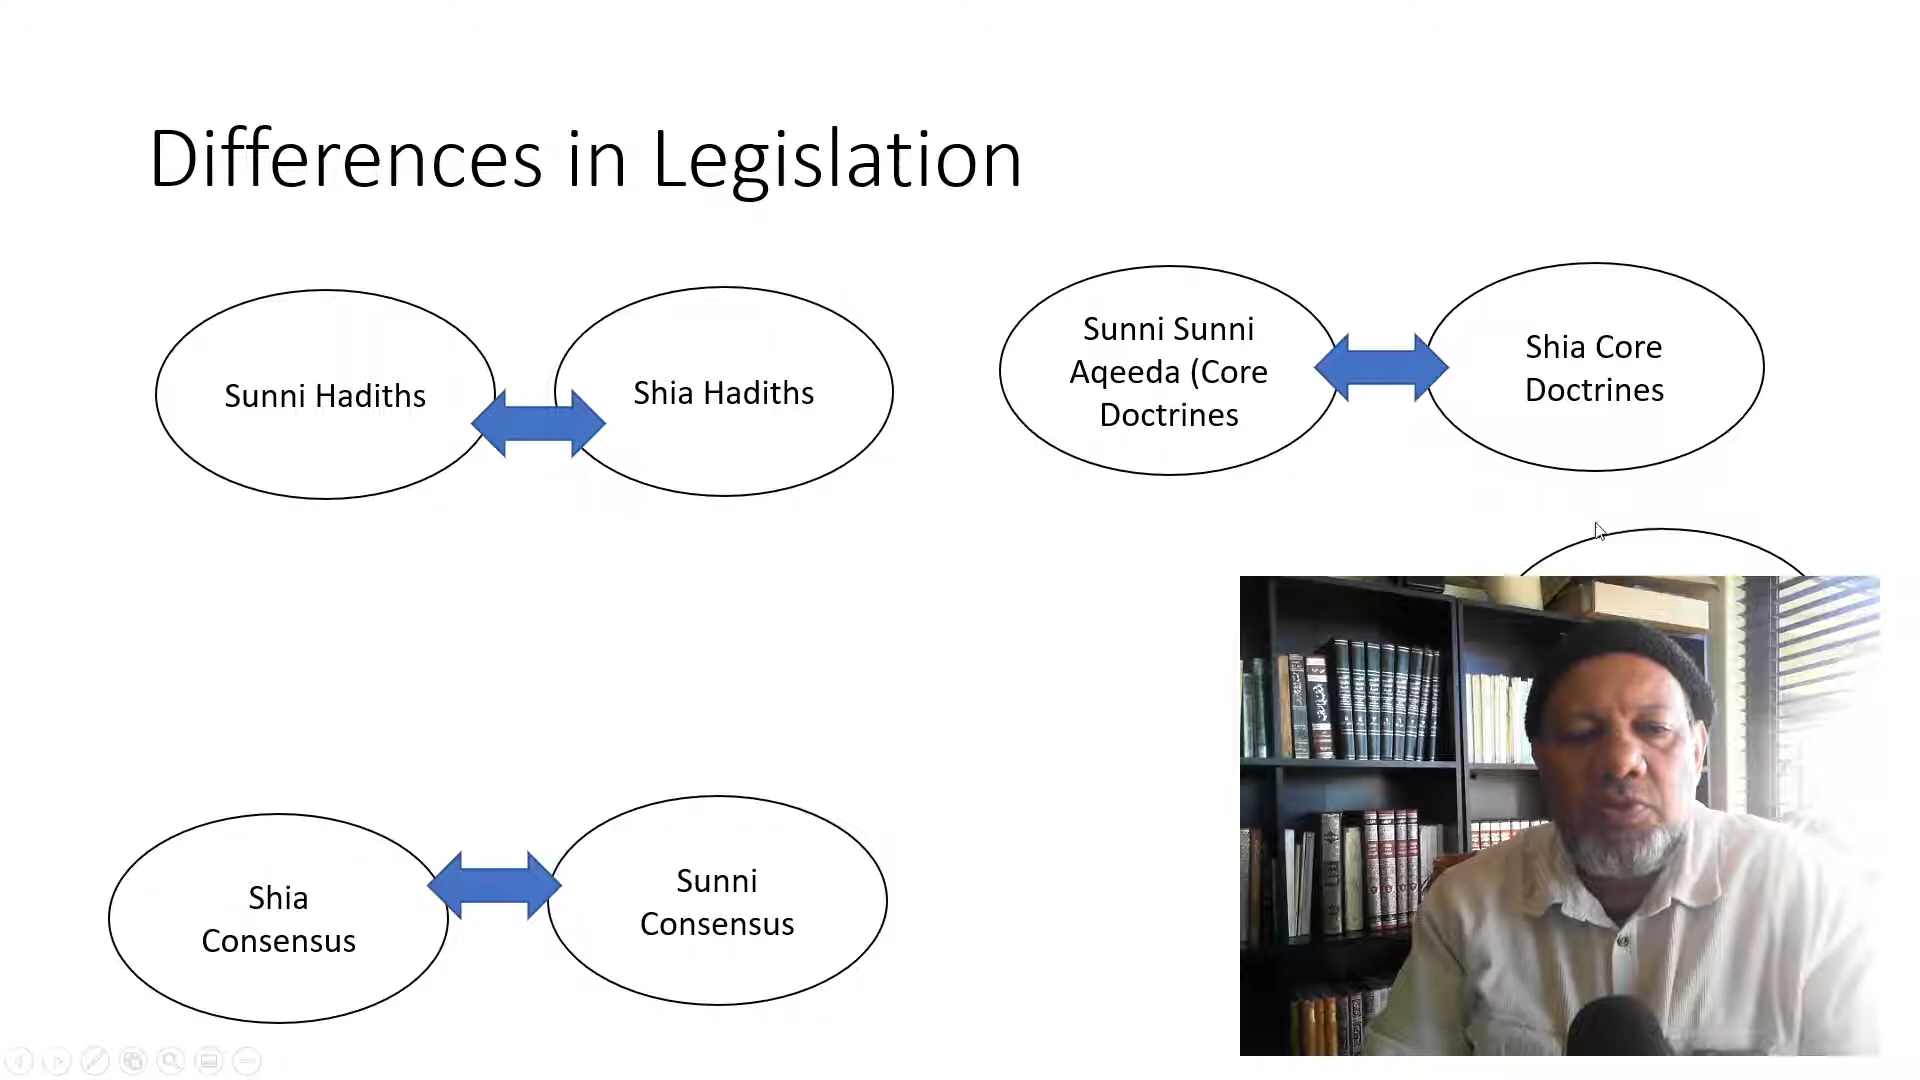 Differences in Legislation
Sunni Hadiths
Shia Hadiths
Sunni Sunni
Aqeeda (Core
Doctrines
Shia Core
Doctrines
Shia
Consensus
Sunni
Consensus